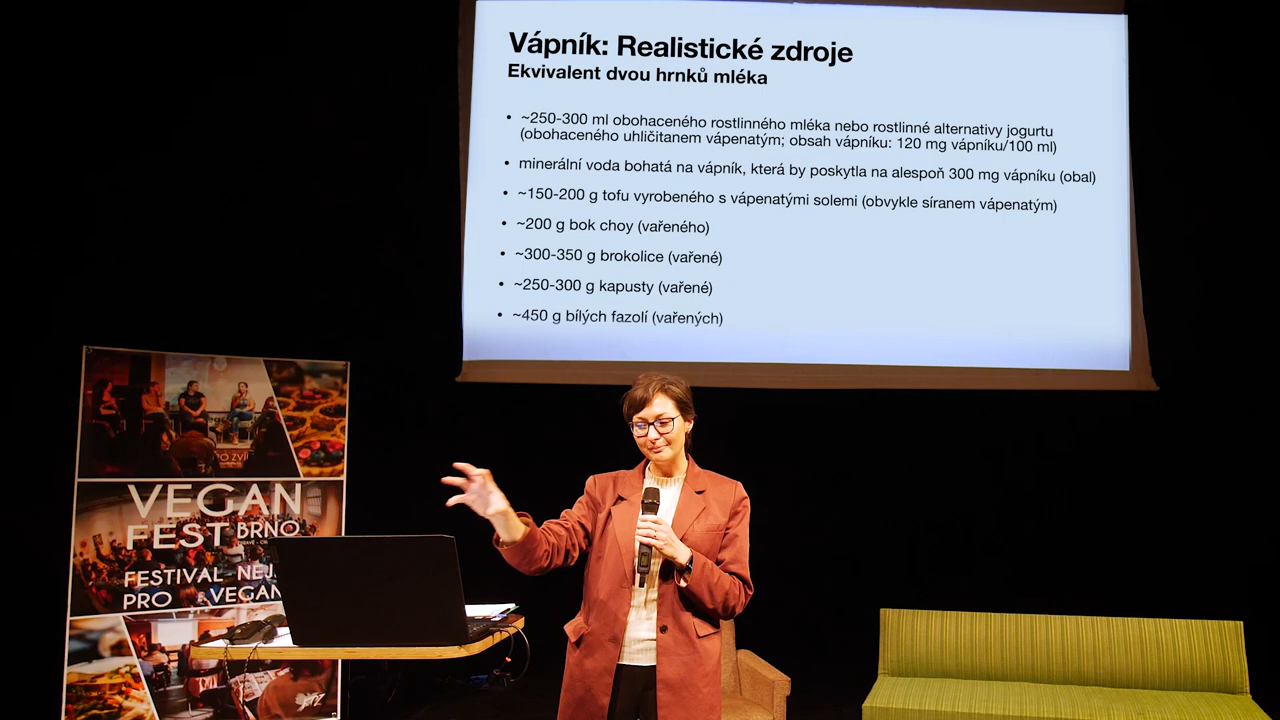 Vápník: Realistické zdroje
Ekvivalent dvou hrnků mléka
• ~250-300 ml obohaceného rostlinného mléka nebo rostlinné alternativy jogurtu
(obohaceného uhličitanem vápenatým; obsah vápníku: 120 mg vápníku/100 ml)
• minerální voda bohatá na vápník, která by poskytla na alespoň 300 mg vápníku (obal)
• ~150-200 g tofu vyrobeného s vápenatými solemi (obvykle síranem vápenatým)
• ~200 g bok choy (vařeného)
• ~300-350 g brokolice (vařené)
• ~250-300 g kapusty (vařené)
• ~450 g bílých fazolí (vařených)
VEGAN
FEST BRNO
FESTIVAL NEJ
PRO VEGAN